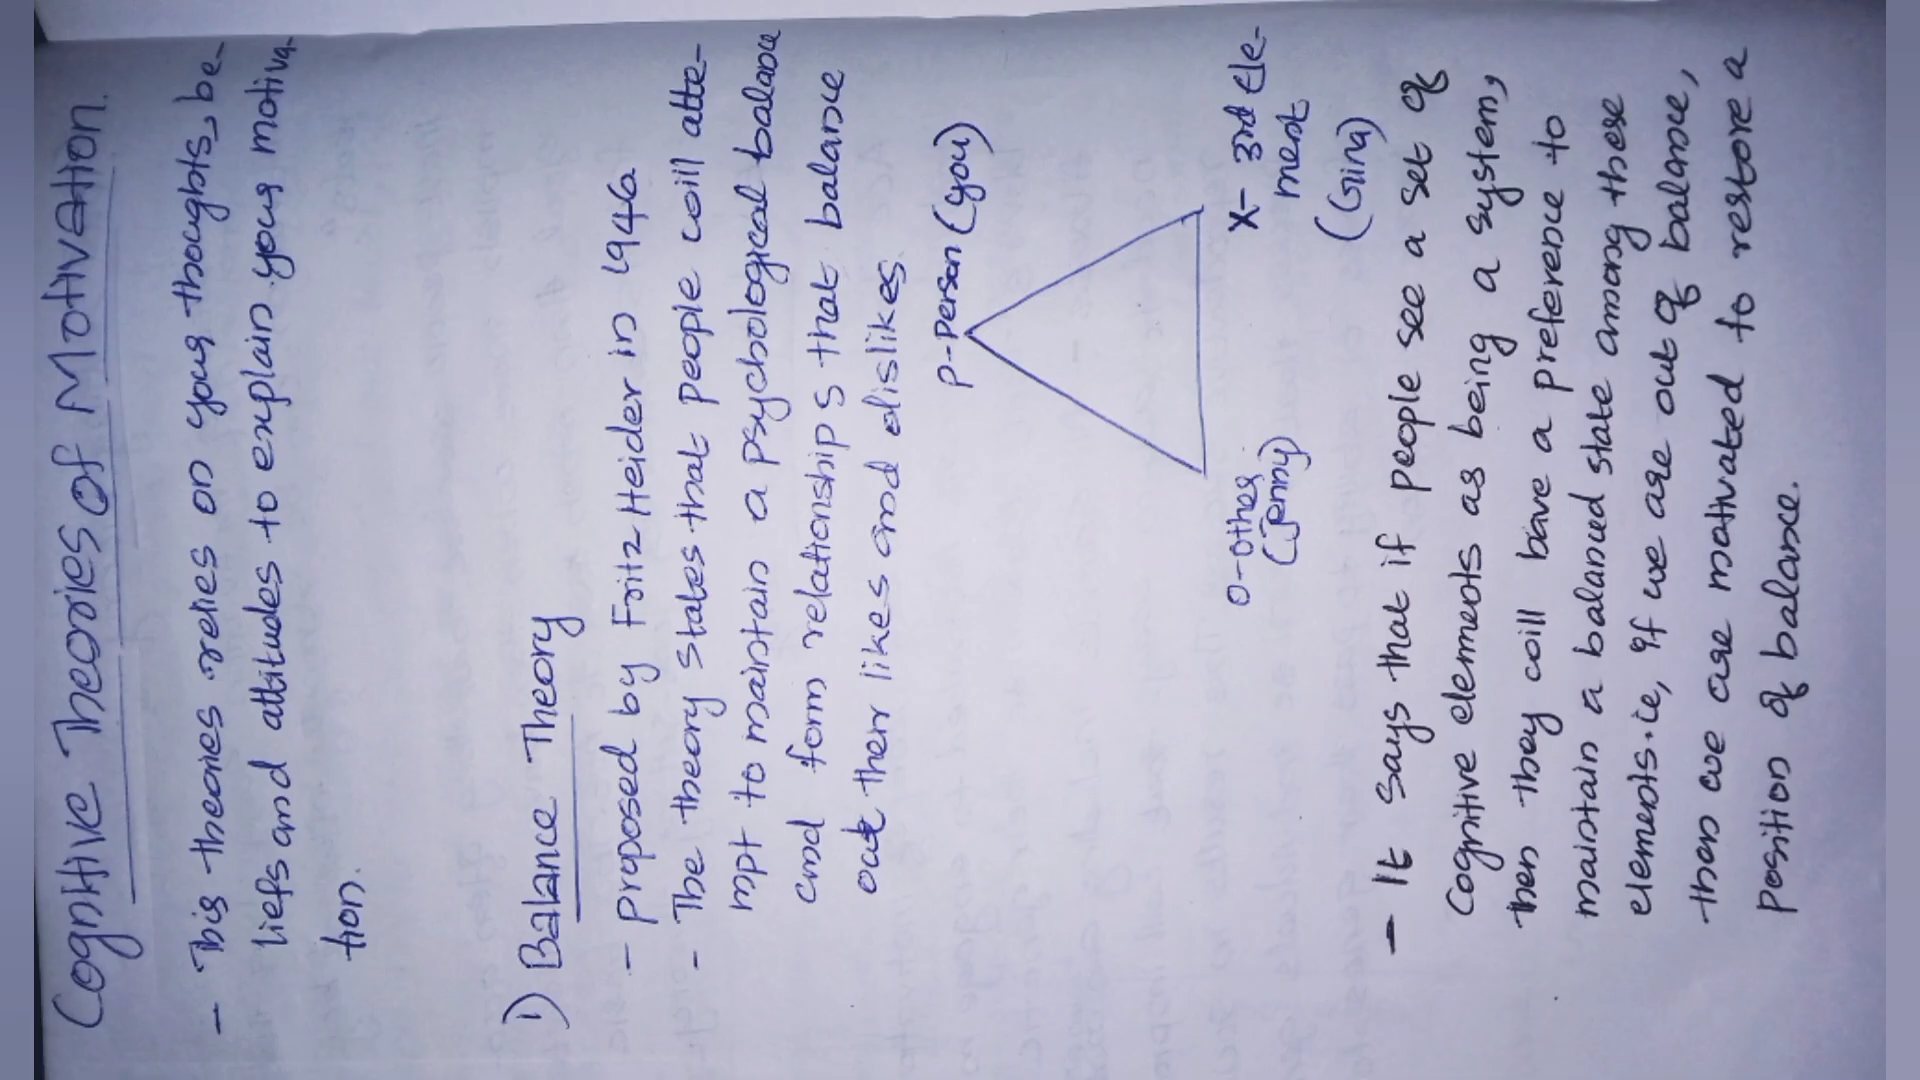 Cognitive Theories of Motivation.
- This theories relies on your thoughts, be-
liefs and attitudes to explain your motiva-
tion.
1) Balance Theory
- proposed by Fritz Heider in 1946
- The theory states that people will atte-
mpt to maintain a psychological balance
and form relationships that balance
out their likes and dislikes.
P-person (you)
O-other
(Jenny)
X- 3rd Ele-
ment
(Gina)
- It says that if people see a set of
Cognitive elements as being a system,
then they will have a preference to
maintain a balanced state among these
elements.ie, if we are out of balance,
then we are motivated to restore a
position of balance.